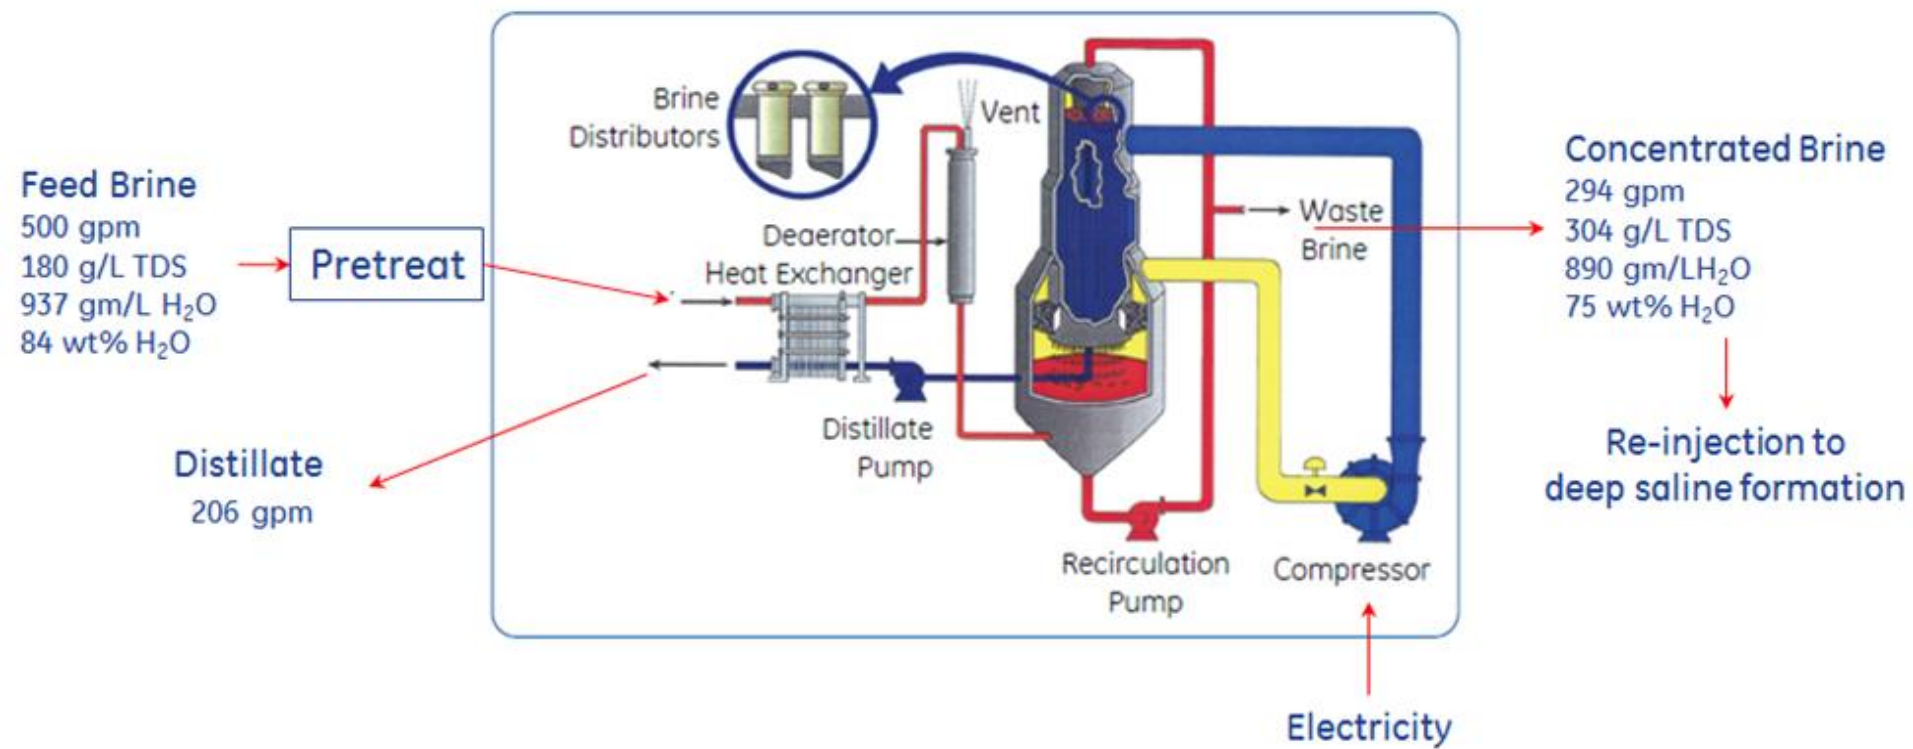 Feed Brine
500 gpm
180 g/L TDS
937 gm/L H₂O
84 wt% H₂O
Pretreat
Distillate
206 gpm
Brine
Distributors
Vent
Deaerator
Heat Exchanger
Distillate
Pump
Waste
Brine
Recirculation
Pump
Compressor
Electricity
Concentrated Brine
294 gpm
304 g/L TDS
890 gm/LH₂O
75 wt% H₂O
Re-injection to
deep saline formation